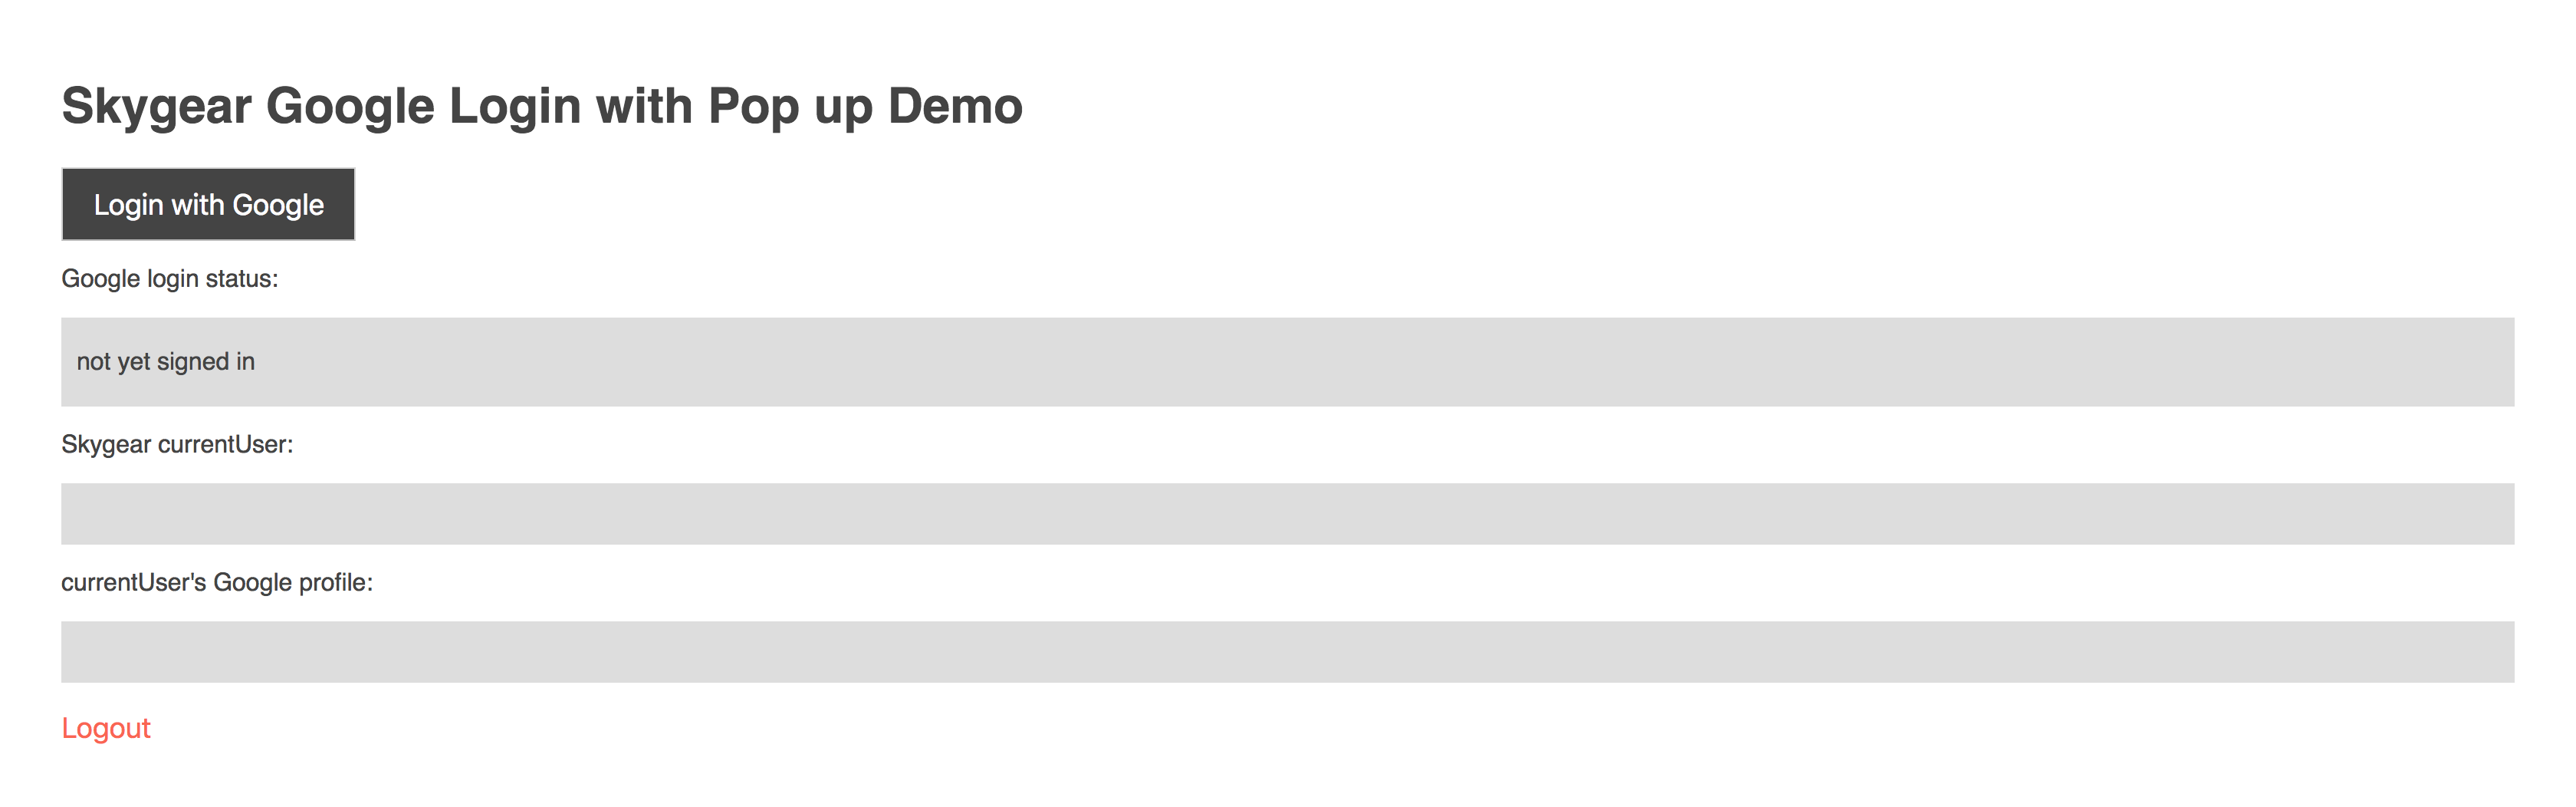 Skygear Google Login with Pop up Demo
Login with Google
Google login status:
not yet signed in
Skygear currentUser:
currentUser's Google profile:
Logout